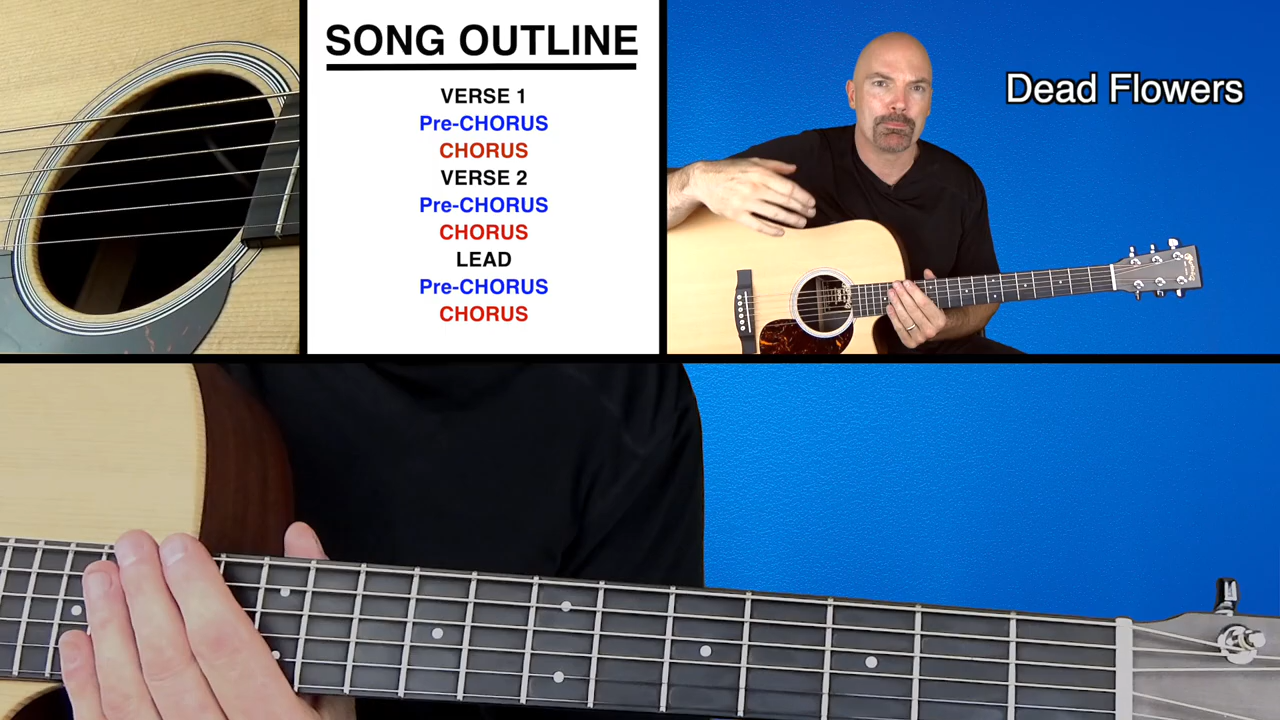 SONG OUTLINE
VERSE 1
Pre-CHORUS
CHORUS
VERSE 2
Pre-CHORUS
CHORUS
LEAD
Pre-CHORUS
CHORUS
Dead Flowers